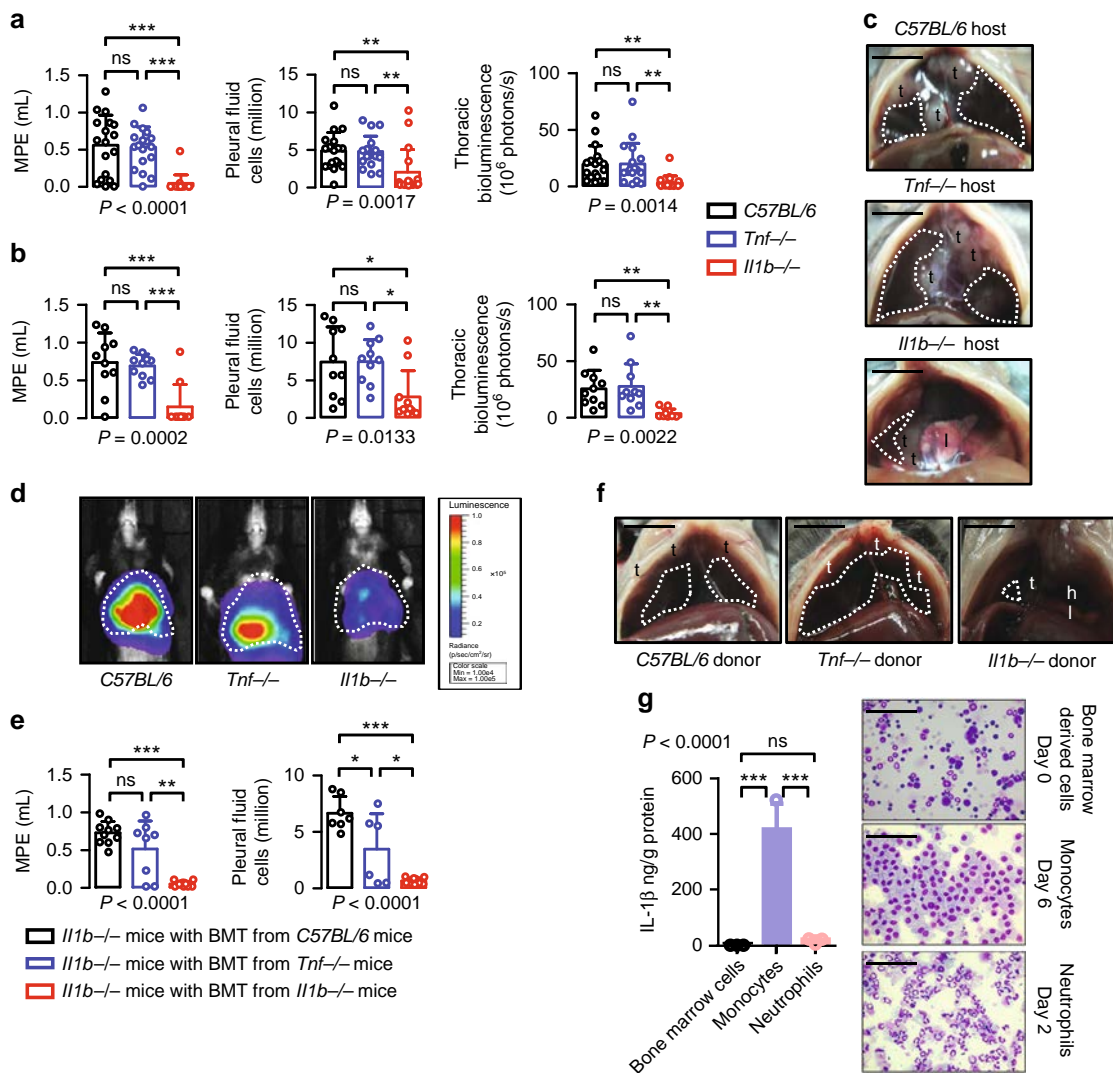 a
MPE (mL)
1.5
1.0
0.5
0.0
***
ns
***
P < 0.0001
Pleural fluid
cells (million)
15
10
5
0
**
ns
**
P = 0.0017
Thoracic
bioluminescence
(10⁶ photons/s)
100
50
0
**
ns
**
P = 0.0014
C57BL/6
Tnf–/–
Il1b–/–
b
MPE (mL)
1.5
1.0
0.5
0.0
***
ns
***
P = 0.0002
Pleural fluid
cells (million)
15
10
5
0
*
ns
*
P = 0.0133
Thoracic
bioluminescence
(10⁶ photons/s)
100
50
0
**
ns
**
P = 0.0022
c
C57BL/6 host
t
t
t
Tnf–/– host
t
t
t
Il1b–/– host
t
t
l
d
C57BL/6
Tnf–/–
Il1b–/–
Luminescence
1.0
0.8
0.6
0.4
0.2
Radiance
(p/sec/cm²/sr)
Color scale
Min = 1.00e4
Max = 1.00e5
e
MPE (mL)
1.5
1.0
0.5
0.0
***
ns
**
P < 0.0001
Pleural fluid
cells (million)
10
5
0
***
*
*
P < 0.0001
Il1b–/– mice with BMT from C57BL/6 mice
Il1b–/– mice with BMT from Tnf–/– mice
Il1b–/– mice with BMT from Il1b–/– mice
f
t
t
t
C57BL/6 donor
t
t
t
Tnf–/– donor
t
h
l
Il1b–/– donor
g
P < 0.0001
ns
***
***
IL-1β ng/g protein
600
400
200
0
Bone marrow cells
Monocytes
Neutrophils
Bone marrow
derived cells
Day 0
Monocytes
Day 6
Neutrophils
Day 2